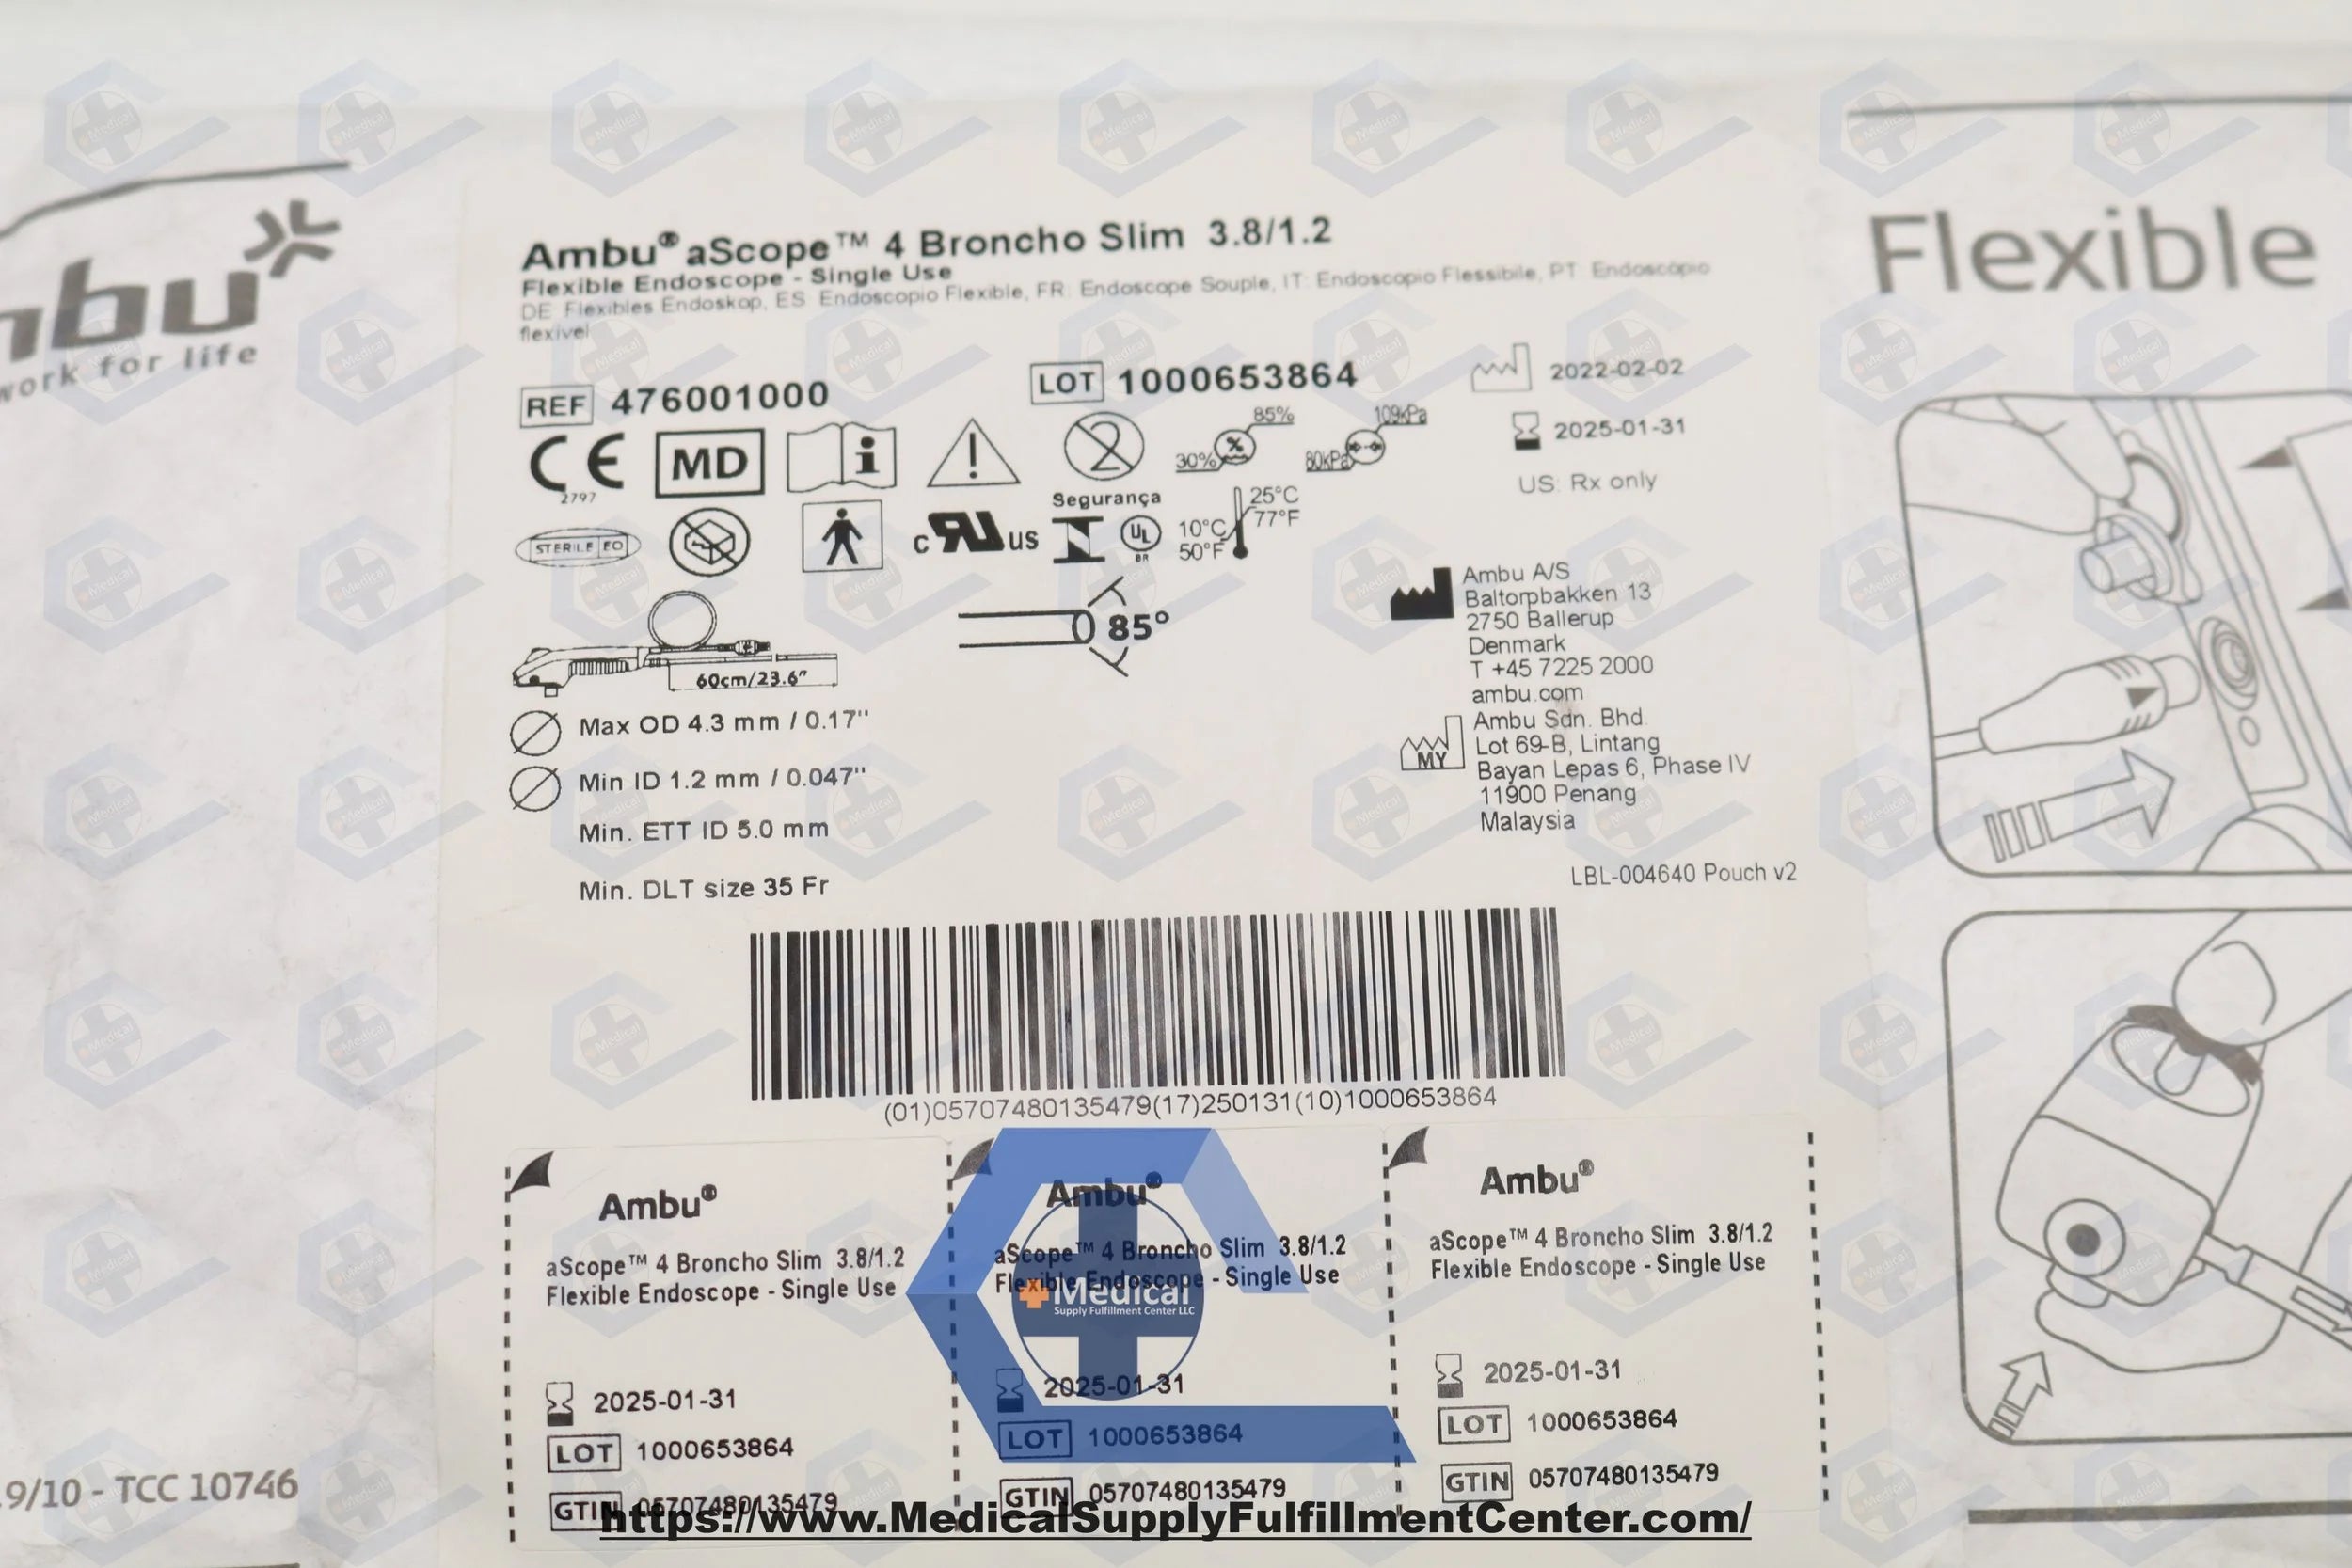 work for life
Ambu® aScope™ 4 Broncho Slim 3.8/1.2
Flexible Endoscope - Single Use
DE Flexibles Endoskop, ES Endoscopio Flexible, FR: Endoscope Souple, IT: Endoscopio Flessibile, PT Endoscópio
flexível
REF 476001000
LOT 1000653864
2022-02-02
2025-01-31
US: Rx only
CE 2797
MD
i
!
2
30% 85%
80kPa 109kPa
STERILE EO
c US
Segurança
UL BR
10°C 50°F
25°C 77°F
60cm/23.6"
85°
Max OD 4.3 mm / 0.17"
Min ID 1.2 mm / 0.047"
Min. ETT ID 5.0 mm
Min. DLT size 35 Fr
Ambu A/S
Baltorpbakken 13
2750 Ballerup
Denmark
T +45 7225 2000
ambu.com
MY
Ambu Sdn. Bhd.
Lot 69-B, Lintang
Bayan Lepas 6, Phase IV
11900 Penang
Malaysia
LBL-004640 Pouch v2
(01)05707480135479(17)250131(10)1000653864
Ambu®
aScope™ 4 Broncho Slim 3.8/1.2
Flexible Endoscope - Single Use
2025-01-31
LOT 1000653864
GTIN 05707480135479
Ambu®
aScope™ 4 Broncho Slim 3.8/1.2
Flexible Endoscope - Single Use
2025-01-31
LOT 1000653864
GTIN 05707480135479
Ambu®
aScope™ 4 Broncho Slim 3.8/1.2
Flexible Endoscope - Single Use
2025-01-31
LOT 1000653864
GTIN 05707480135479
Flexible
9/10 - TCC 10746
Medical
Supply Fulfillment Center LLC
https://www.MedicalSupplyFulfillmentCenter.com/